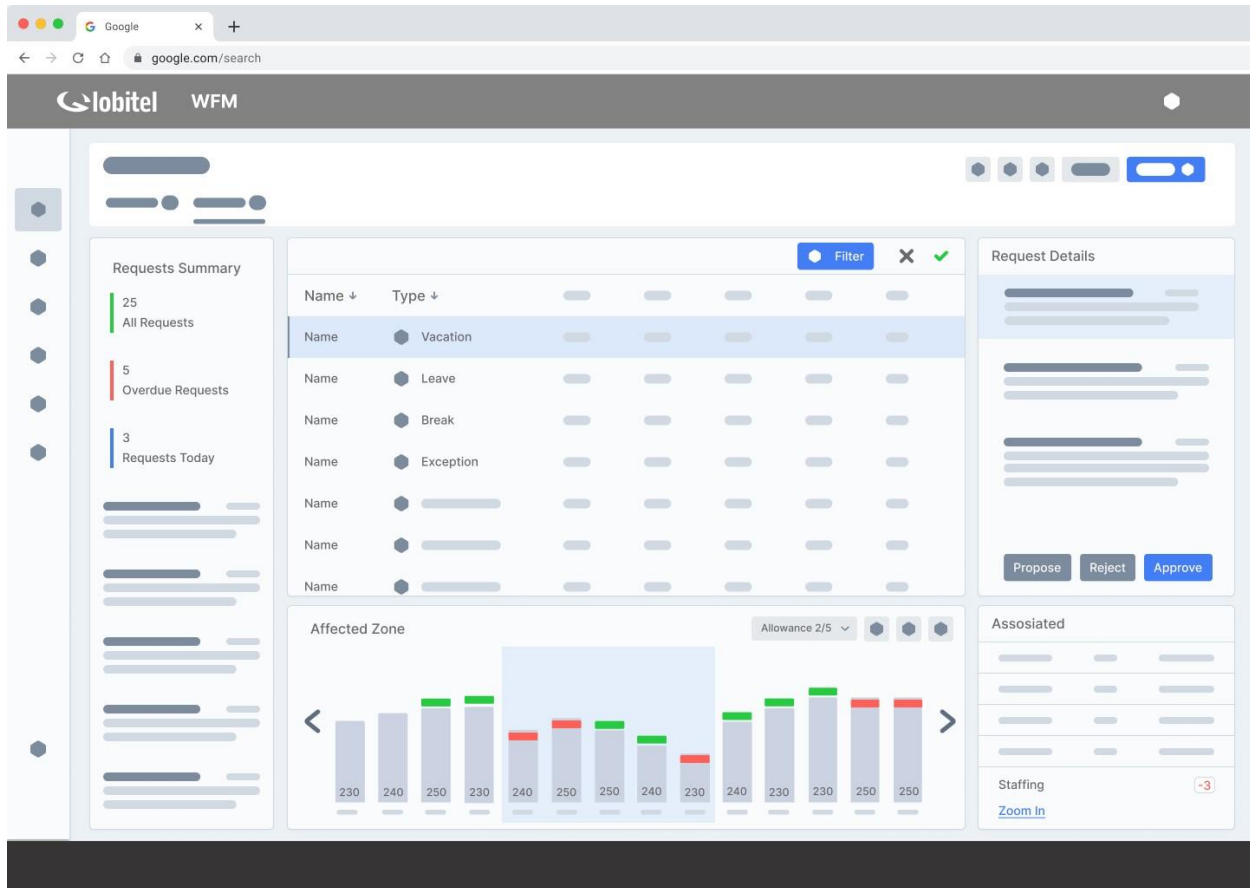 Google
google.com/search
Globitel WFM
Requests Summary
25
All Requests
5
Overdue Requests
3
Requests Today
Filter
Name Type
Name Vacation
Name Leave
Name Break
Name Exception
Name
Name
Name
Request Details
Propose Reject Approve
Affected Zone
Allowance 2/5
230 240 250 230 240 250 250 240 230 240 230 230 250 250
Assosiated
Staffing -3
Zoom In